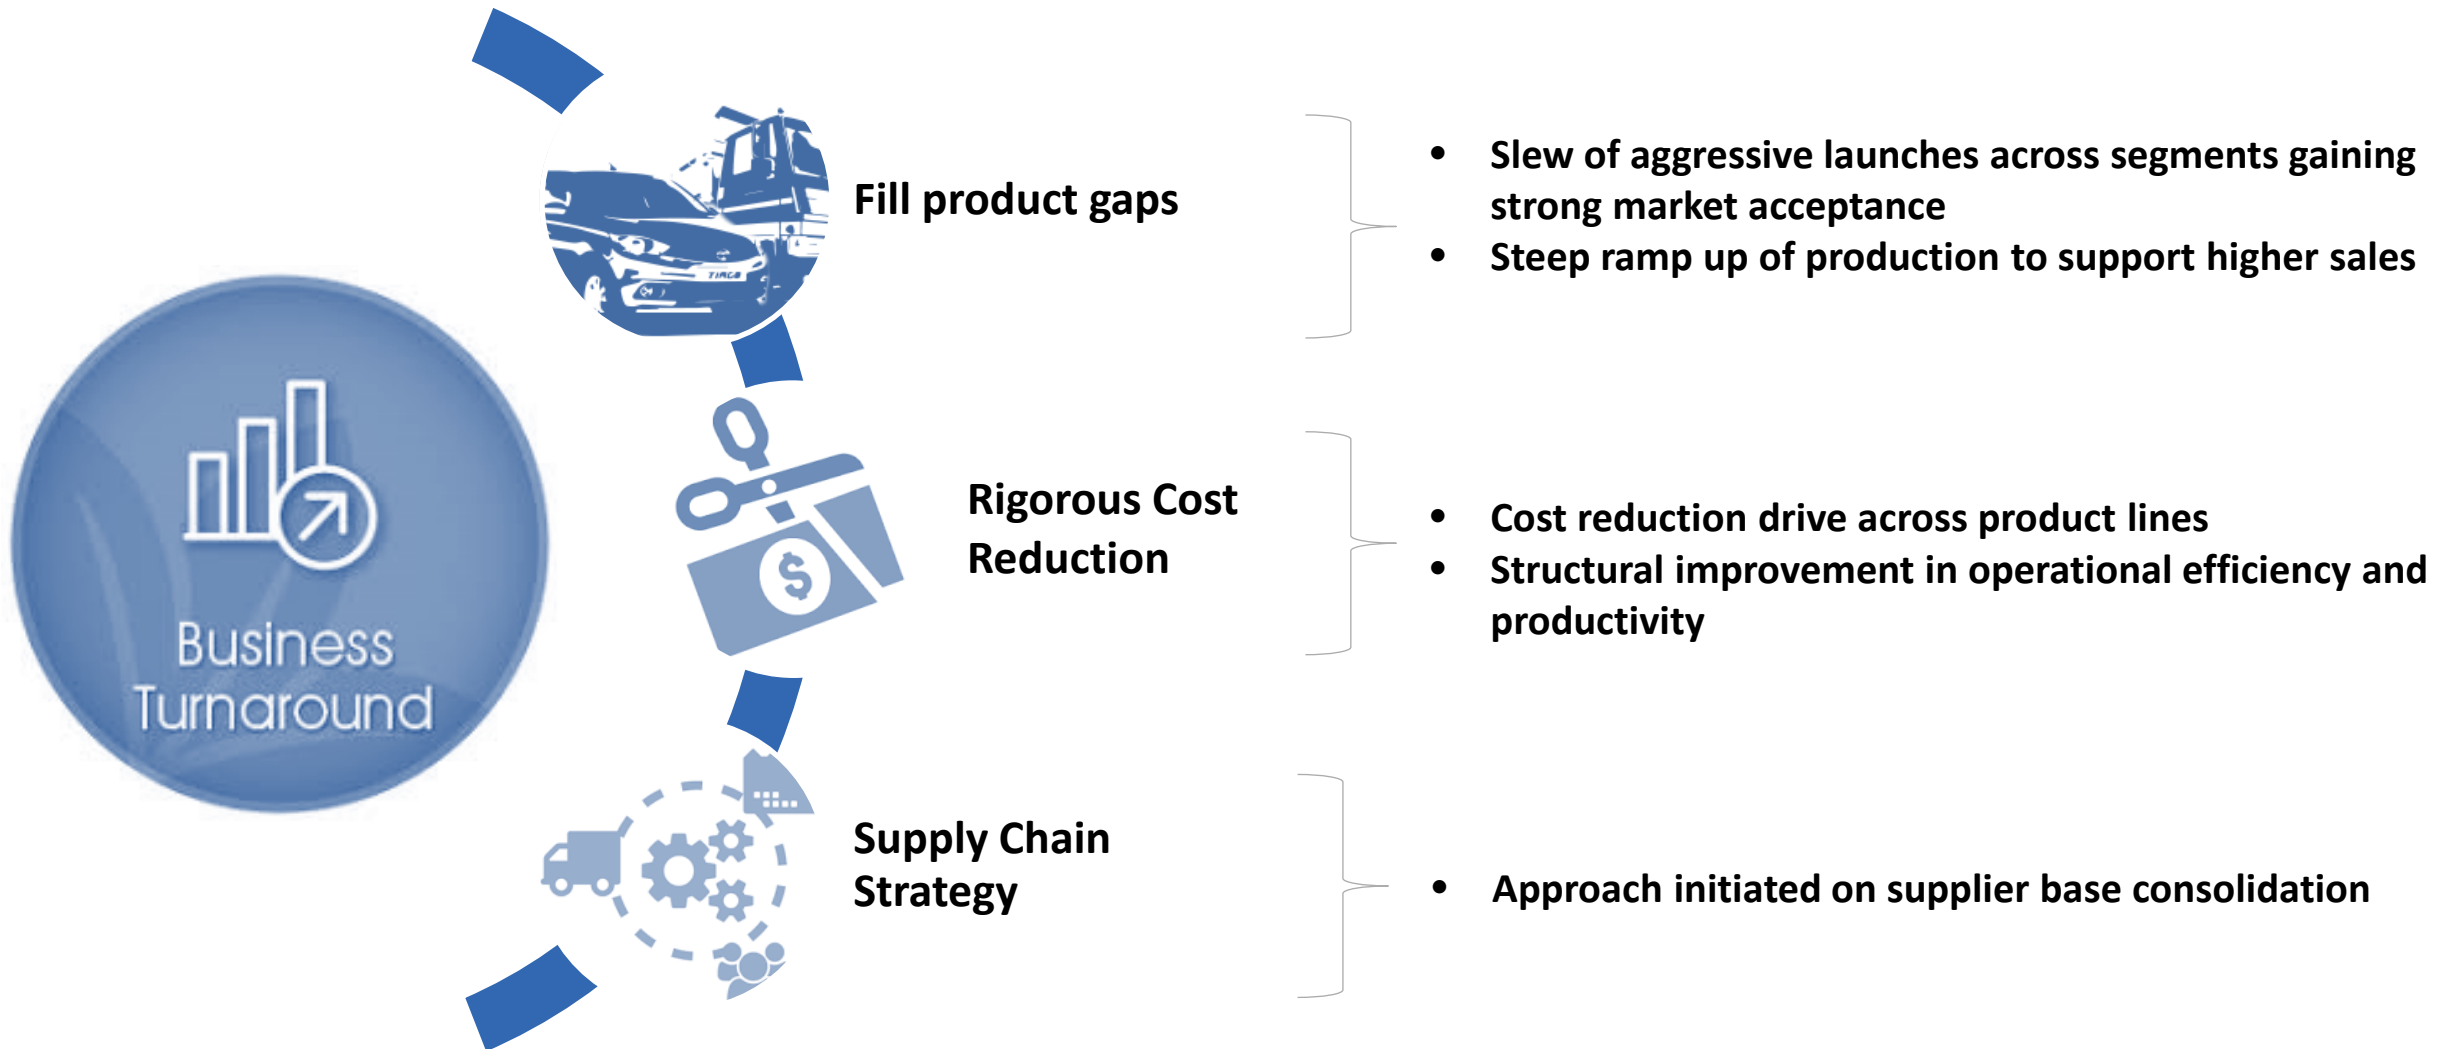 Business
Turnaround
TIAGO
Fill product gaps
• Slew of aggressive launches across segments gaining
strong market acceptance
• Steep ramp up of production to support higher sales
Rigorous Cost
Reduction
$
• Cost reduction drive across product lines
• Structural improvement in operational efficiency and
productivity
Supply Chain
Strategy
• Approach initiated on supplier base consolidation